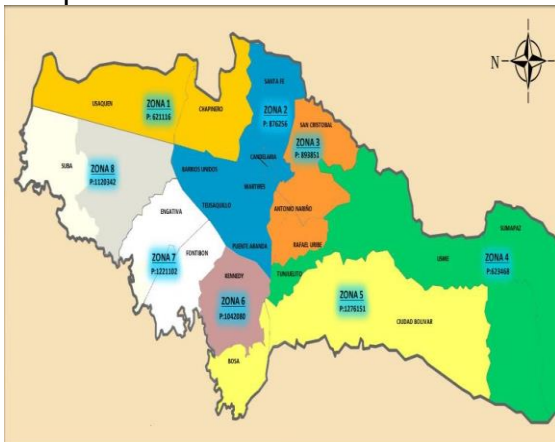 N
USAQUEN
ZONA 1
P: 621116
CHAPINERO
SANTA FE
ZONA 2
P: 876256
SAN CRISTOBAL
ZONA 3
P: 893851
CANDELARIA
BARRIOS UNIDOS
SUBA
ZONA 8
P:1120342
MARTIRES
TEUSAQUILLO
ENGATIVA
ANTONIO NARIÑO
RAFAEL URIBE
PUENTE ARANDA
FONTIBON
ZONA 7
P:1221102
KENNEDY
TUNJUELITO
USME
SUMAPAZ
ZONA 4
P:623468
ZONA 5
P:1276151
ZONA 6
P:1042080
CIUDAD BOLIVAR
BOSA